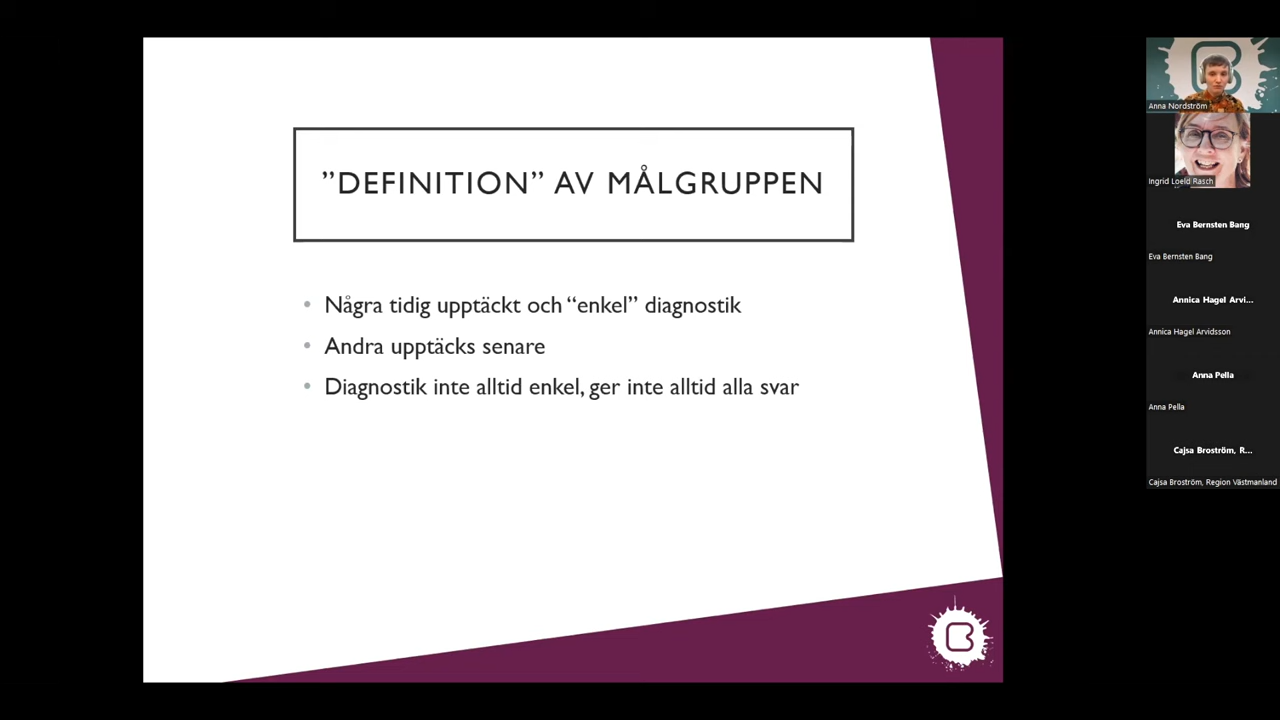 ”DEFINITION” AV MÅLGRUPPEN
• Några tidig upptäckt och “enkel” diagnostik
• Andra upptäcks senare
• Diagnostik inte alltid enkel, ger inte alltid alla svar
Anna Nordström
Ingrid Loeld Rasch
Eva Bernsten Bang
Eva Bernsten Bang
Annica Hagel Arvi...
Annica Hagel Arvidsson
Anna Pella
Anna Pella
Cajsa Broström, R...
Cajsa Broström, Region Västmanland